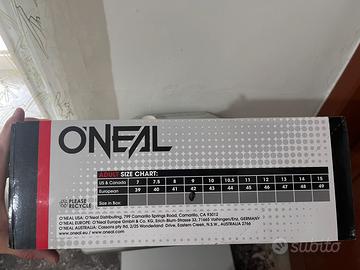 O'NEAL
ADULT SIZE CHART:
US & Canada 7 7.5 8 9 10 10.5 11 12 13 14 15
European 39 40 41 42 43 44 45 46 47 48 49
Size in Box:
PLEASE
RECYCLE
O'NEAL USA: O'Neal Distributing, 799 Camarillo Springs Road, Camarillo, CA 93012
O'NEAL EUROPE: O'Neal Europe GmbH & Co. KG, Erich-Blum-Strasse 33, 71665 Vaihingen/Enz, GERMANY
O'NEAL AUSTRALIA: Cassons pty ltd, 2/25 Wonderland Drive, Eastern Creek, N.S.W., AUSTRALIA 2766
www.oneal.eu / www.oneal.com
subito